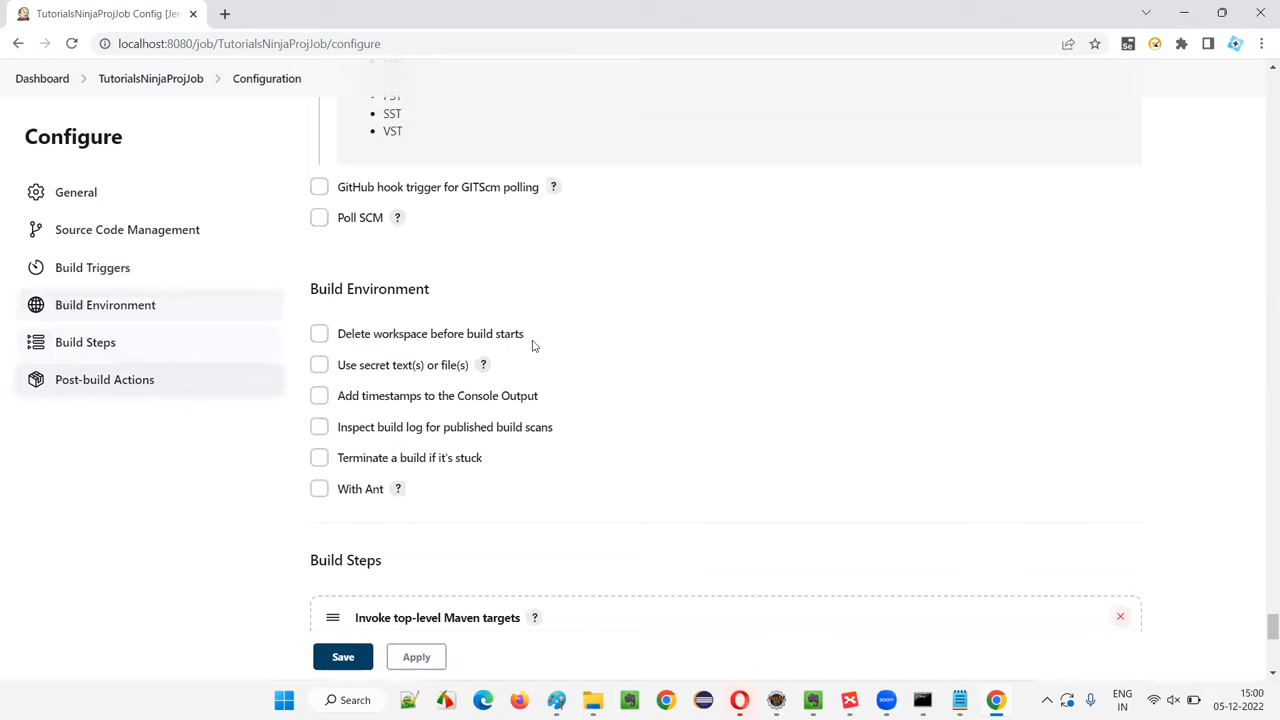 TutorialsNinjaProjJob Config [Jer
localhost:8080/job/TutorialsNinjaProjJob/configure
Dashboard
TutorialsNinjaProjJob
Configuration
Configure
General
Source Code Management
Build Triggers
Build Environment
Build Steps
Post-build Actions
SST
VST
GitHub hook trigger for GITScm polling ?
Poll SCM ?
Build Environment
Delete workspace before build starts
Use secret text(s) or file(s) ?
Add timestamps to the Console Output
Inspect build log for published build scans
Terminate a build if it's stuck
With Ant ?
Build Steps
Invoke top-level Maven targets ?
Save
Apply
Search
zoom
ENG
IN
15:00
05-12-2022